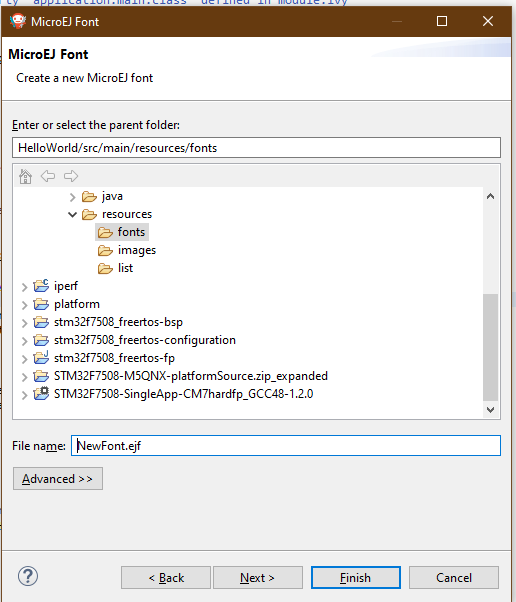 rty `application.main.class` defined in module.ivy
MicroEJ Font
MicroEJ Font
Create a new MicroEJ font
Enter or select the parent folder:
HelloWorld/src/main/resources/fonts
java
resources
fonts
images
list
iperf
platform
stm32f7508_freertos-bsp
stm32f7508_freertos-configuration
stm32f7508_freertos-fp
STM32F7508-M5QNX-platformSource.zip_expanded
STM32F7508-SingleApp-CM7hardfp_GCC48-1.2.0
File name: NewFont.ejf
Advanced >>
? < Back Next > Finish Cancel